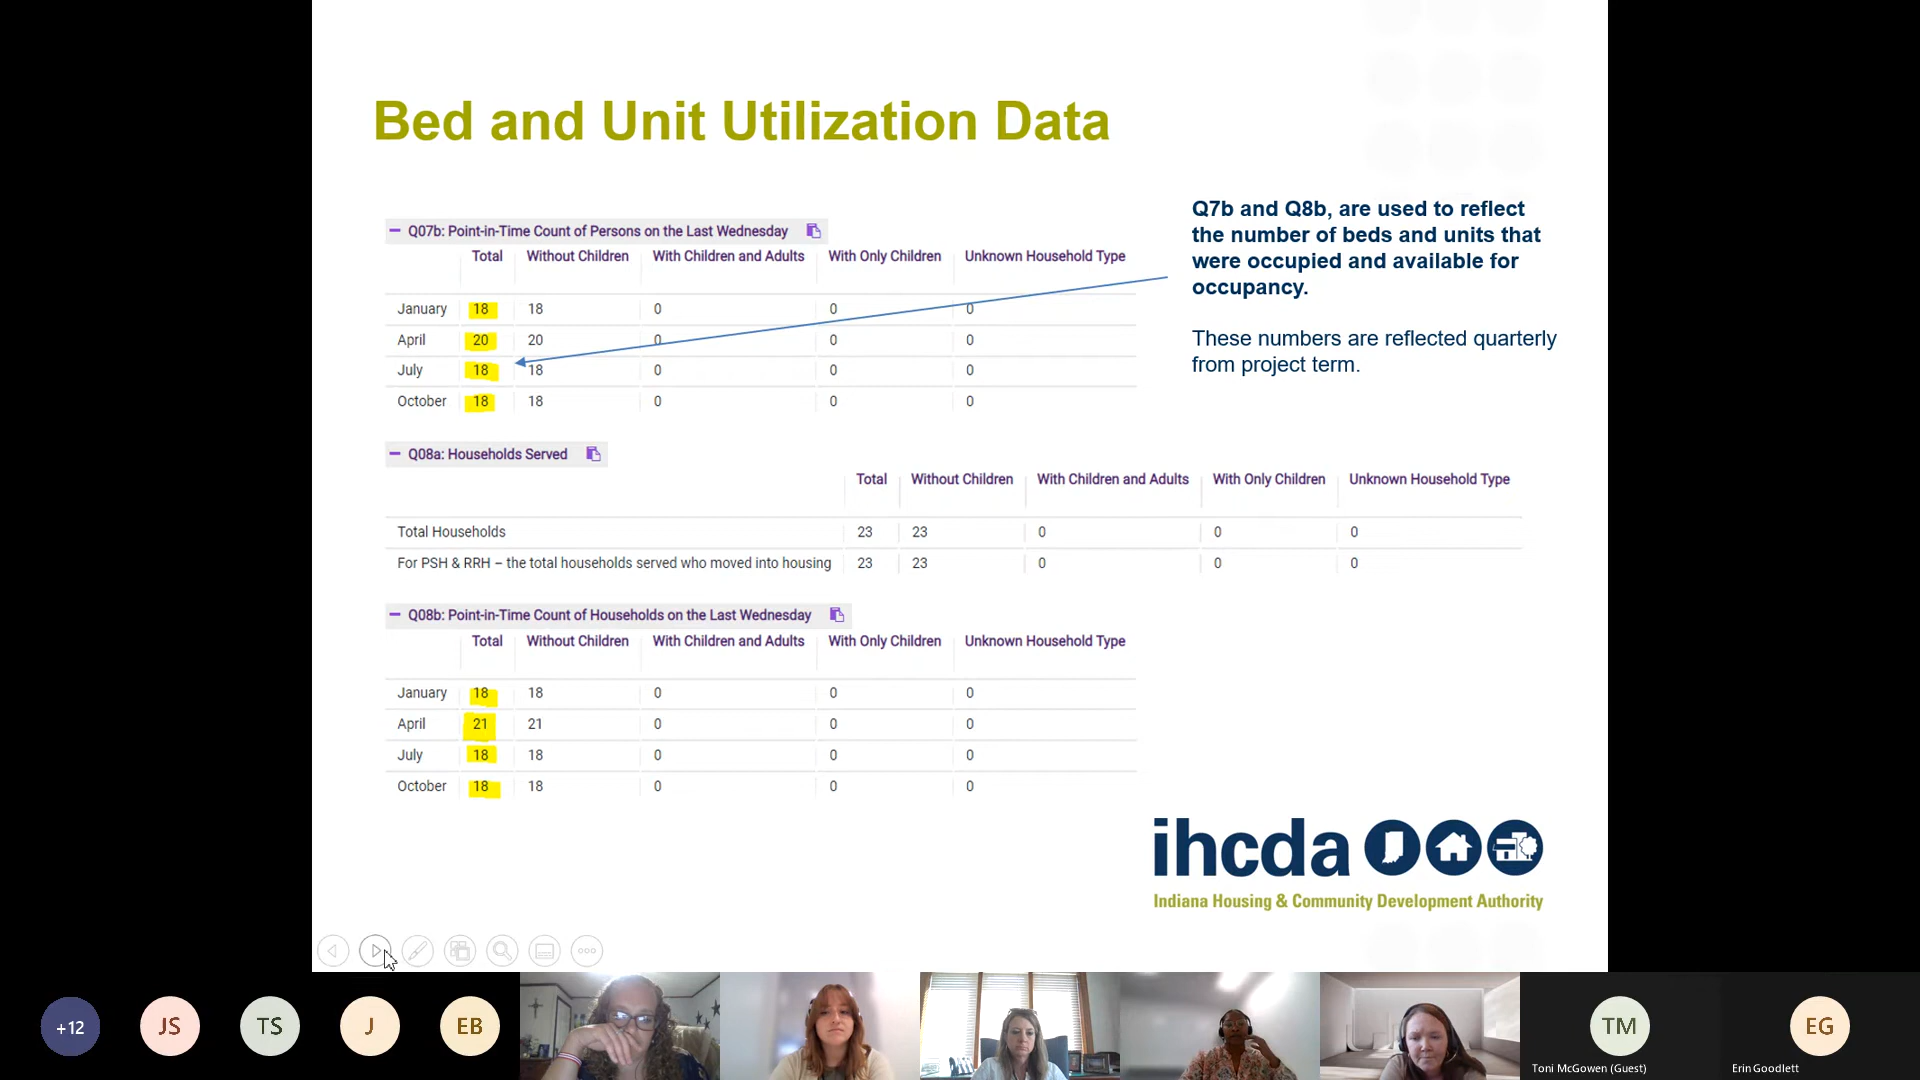 Bed and Unit Utilization Data
Q07b: Point-in-Time Count of Persons on the Last Wednesday
Total Without Children With Children and Adults With Only Children Unknown Household Type
January 18 18 0 0 0
April 20 20 0 0 0
July 18 18 0 0 0
October 18 18 0 0 0
Q7b and Q8b, are used to reflect
the number of beds and units that
were occupied and available for
occupancy.
These numbers are reflected quarterly
from project term.
Q08a: Households Served
Total Without Children With Children and Adults With Only Children Unknown Household Type
Total Households 23 23 0 0 0
For PSH & RRH – the total households served who moved into housing 23 23 0 0 0
Q08b: Point-in-Time Count of Households on the Last Wednesday
Total Without Children With Children and Adults With Only Children Unknown Household Type
January 18 18 0 0 0
April 21 21 0 0 0
July 18 18 0 0 0
October 18 18 0 0 0
ihcda
Indiana Housing & Community Development Authority
+12 JS TS J EB TM EG
Toni McGowen (Guest) Erin Goodlett